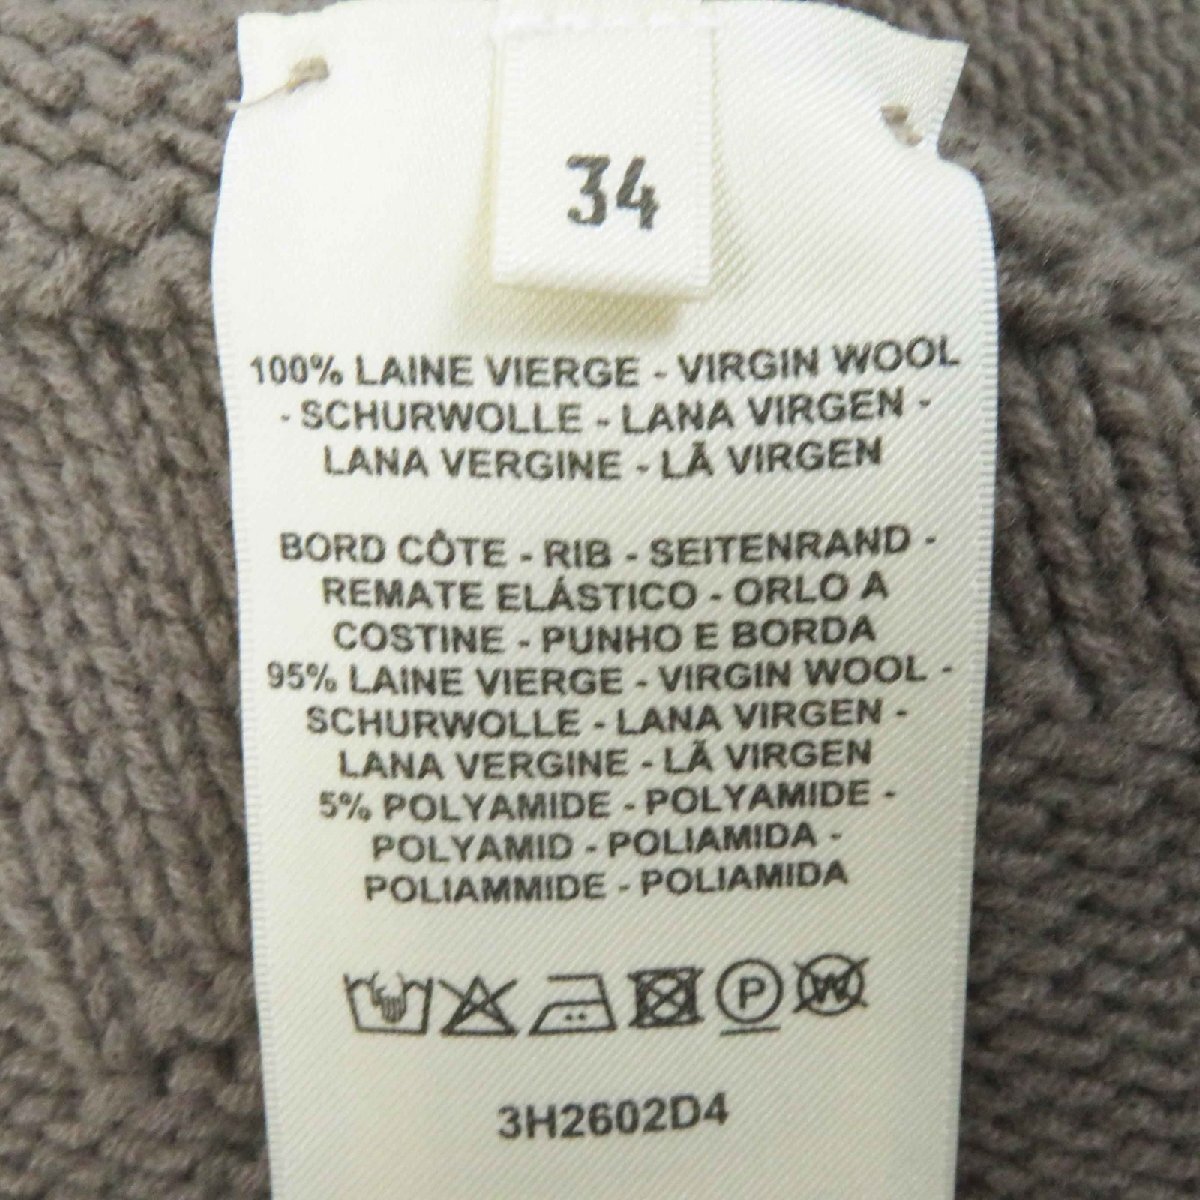 34
100% LAINE VIERGE - VIRGIN WOOL
- SCHURWOLLE - LANA VIRGEN -
LANA VERGINE - LÃ VIRGEN
BORD CÔTE - RIB - SEITENRAND -
REMATE ELÁSTICO - ORLO A
COSTINE - PUNHO E BORDA
95% LAINE VIERGE - VIRGIN WOOL -
SCHURWOLLE - LANA VIRGEN -
LANA VERGINE - LÃ VIRGEN
5% POLYAMIDE - POLYAMIDE -
POLYAMID - POLIAMIDA -
POLIAMMIDE - POLIAMIDA
P W
3H2602D4